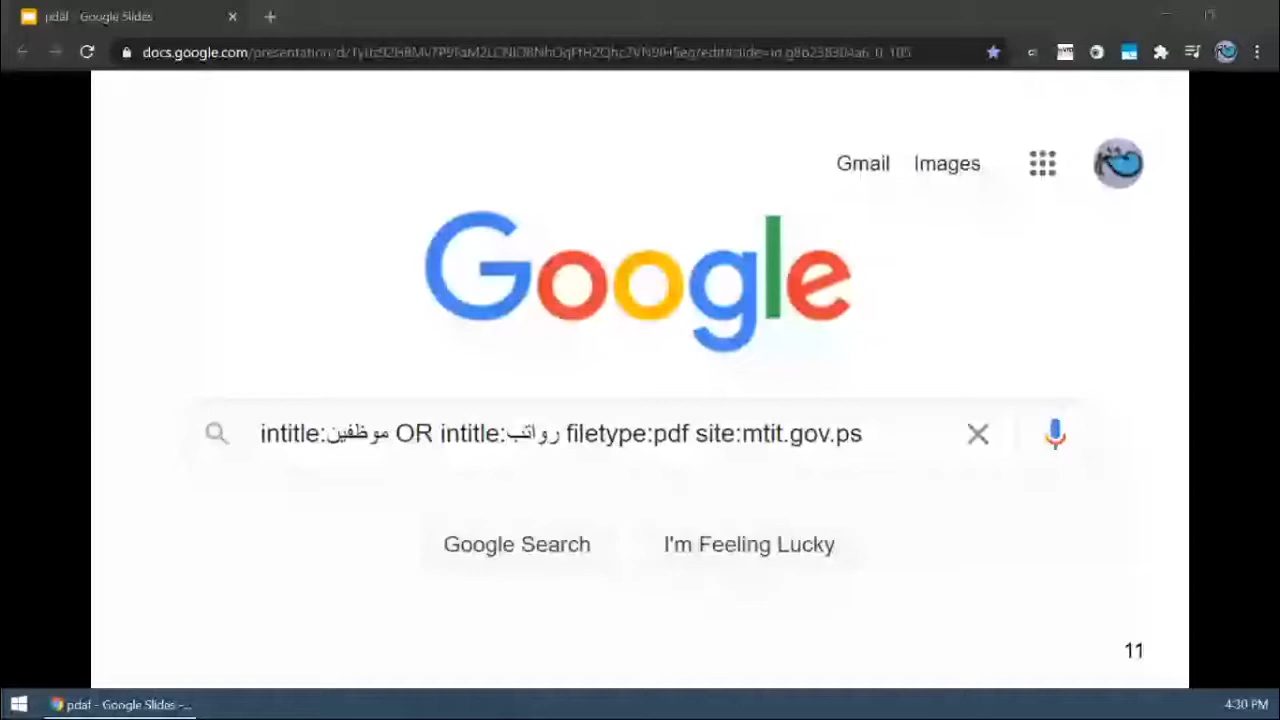 pdaf - Google Slides
docs.google.com/presentation/d/
Gmail Images
Google
intitle:موظفين OR intitle:رواتب filetype:pdf site:mtit.gov.ps
Google Search I'm Feeling Lucky
11
pdaf - Google Slides -...
4:30 PM